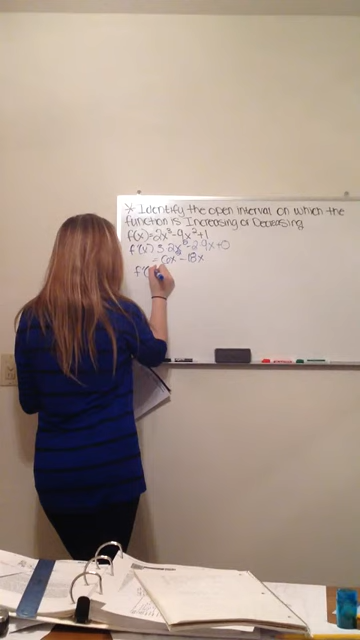 * Identify the open interval on which the
function is Increasing or Decreasing
f(x)=2x³-9x²+1
f'(x) 3·2x²-2·9x+0
= 6x²-18x
f'(